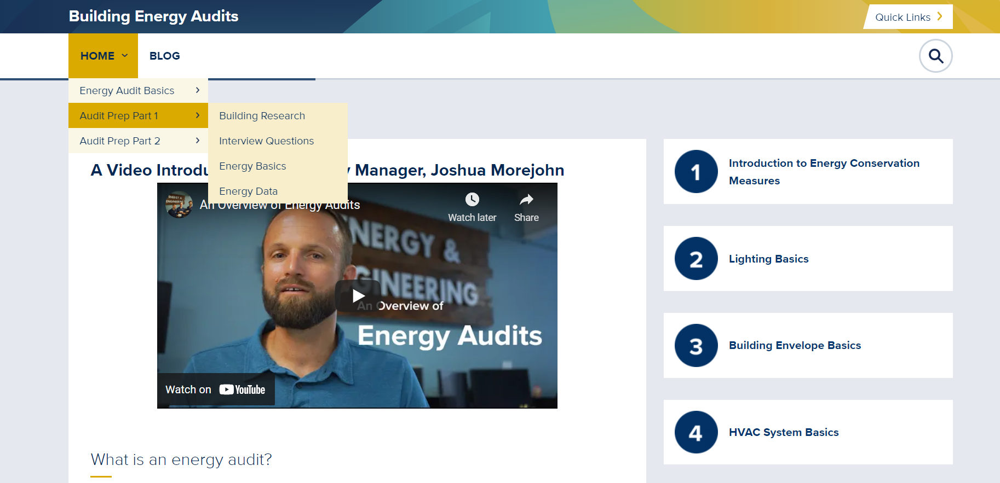 Building Energy Audits
Quick Links
HOME
BLOG
Energy Audit Basics
Audit Prep Part 1
Audit Prep Part 2
Building Research
Interview Questions
Energy Basics
Energy Data
A Video Introdu
Manager, Joshua Morejohn
ENERGY &
ENGINEERING
An Overview of Energy Audits
Watch later
Share
NERGY &
GINEERING
An Overview of
Energy Audits
Watch on YouTube
What is an energy audit?
1
Introduction to Energy Conservation
Measures
2
Lighting Basics
3
Building Envelope Basics
4
HVAC System Basics